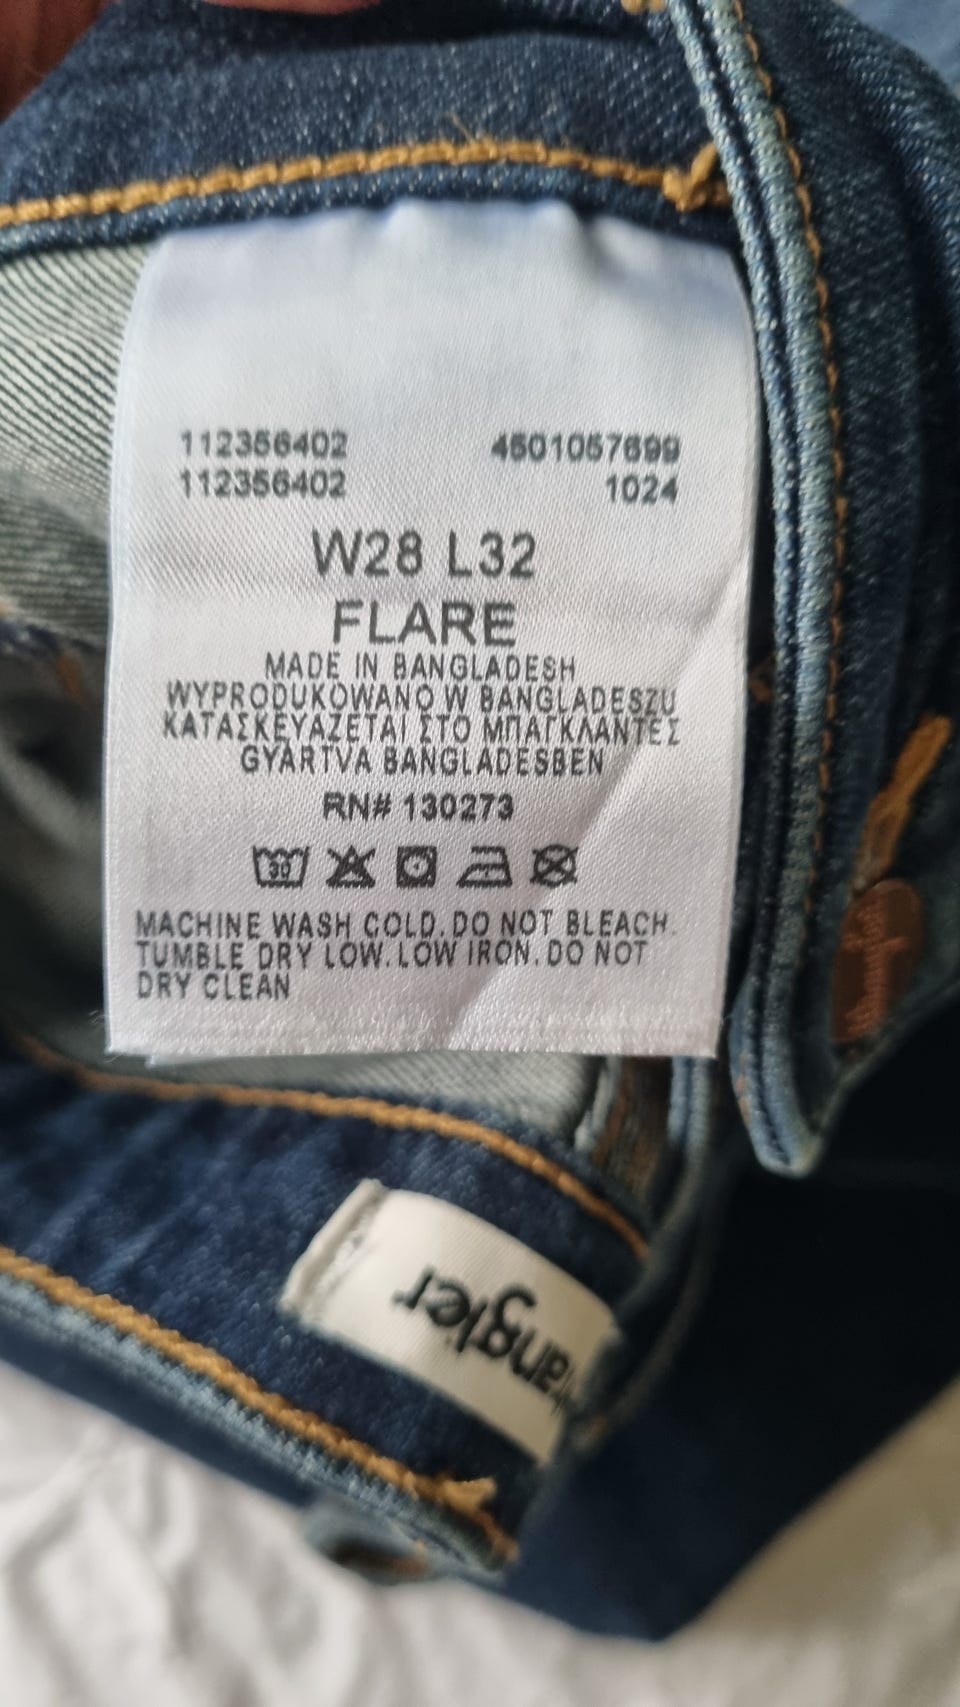 112356402 4501057699
112356402 1024
W28 L32
FLARE
MADE IN BANGLADESH
WYPRODUKOWANO W BANGLADESZU
ΚΑΤΑΣΚΕΥΑΖΕΤΑΙ ΣΤΟ ΜΠΑΓΚΛΑΝΤΕΣ
GYÁRTVA BANGLADESBEN
RN# 130273
30
MACHINE WASH COLD. DO NOT BLEACH.
TUMBLE DRY LOW. LOW IRON. DO NOT
DRY CLEAN
Wrangler